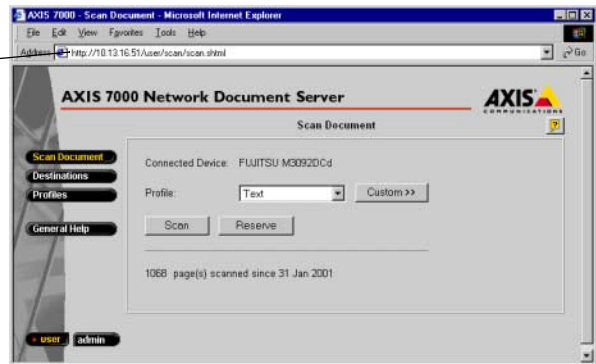 AXIS 7000 - Scan Document - Microsoft Internet Explorer
File Edit View Favorites Tools Help
Address http://10.13.16.51/user/scan/scan.shtml Go
AXIS 7000 Network Document Server
AXIS
COMMUNICATIONS
Scan Document
?
Scan Document
Destinations
Profiles
General Help
Connected Device: FUJITSU M3092DCd
Profile: Text Custom >>
Scan Reserve
1068 page(s) scanned since 31 Jan 2001
user admin